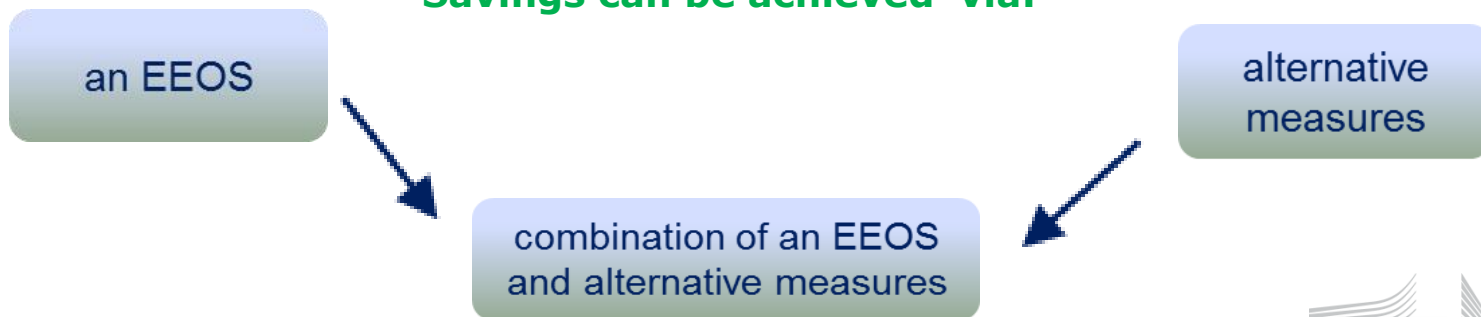 Savings can be achieved via:
an EEOS
alternative
measures
combination of an EEOS
and alternative measures